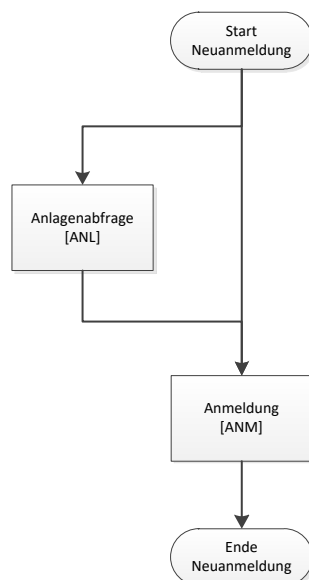 Start
Neuanmeldung
Anlagenabfrage
[ANL]
Anmeldung
[ANM]
Ende
Neuanmeldung